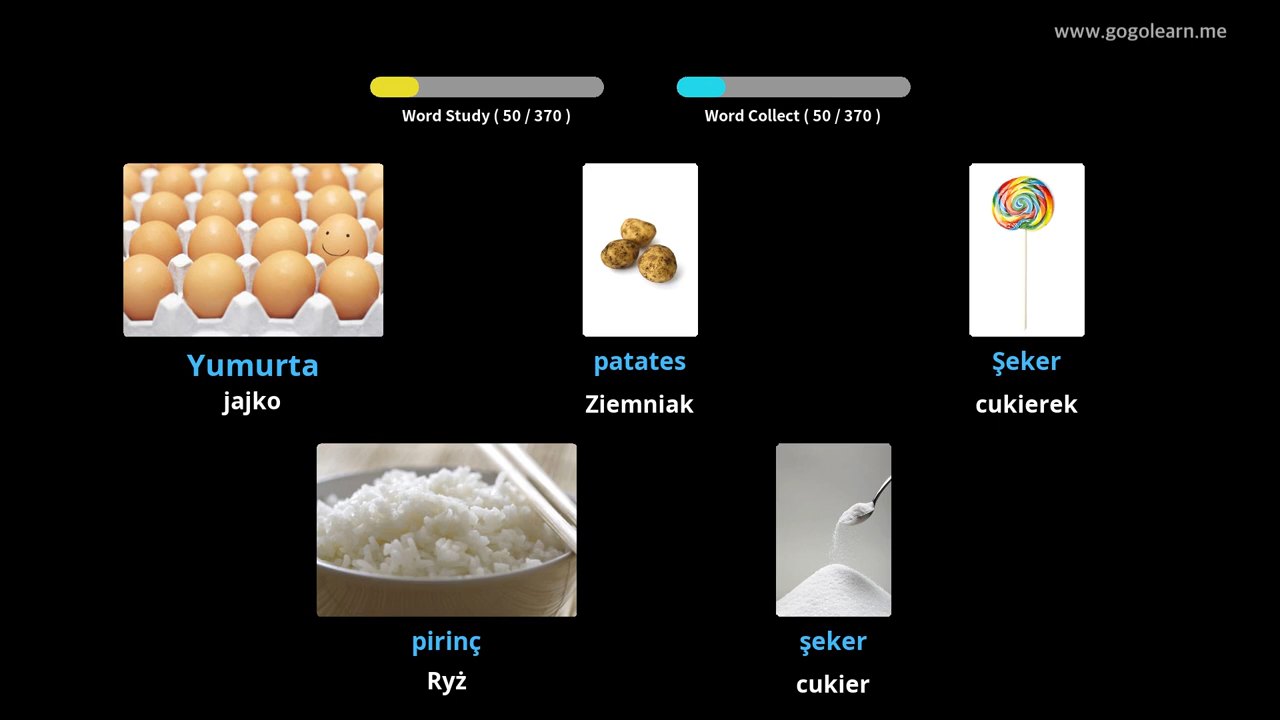 www.gogolearn.me
Word Study ( 50 / 370 )
Word Collect ( 50 / 370 )
Yumurta
jajko
patates
Ziemniak
Şeker
cukierek
pirinç
Ryż
şeker
cukier